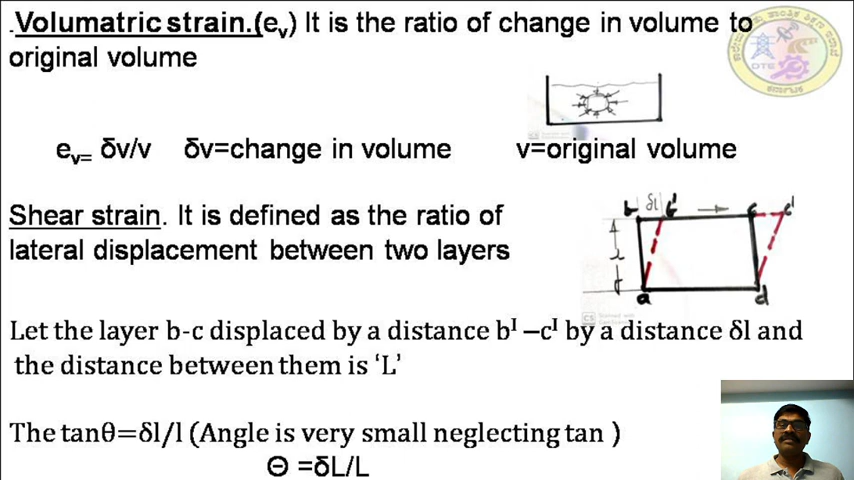 .Volumatric strain.(ev) It is the ratio of change in volume to
original volume
ev= δv/v δv=change in volume v=original volume
Shear strain. It is defined as the ratio of
lateral displacement between two layers
b δl b' c c'
a d
Let the layer b-c displaced by a distance bI –cI by a distance δl and
the distance between them is ‘L’
The tanθ=δl/l (Angle is very small neglecting tan )
Θ =δL/L
DTE
CS